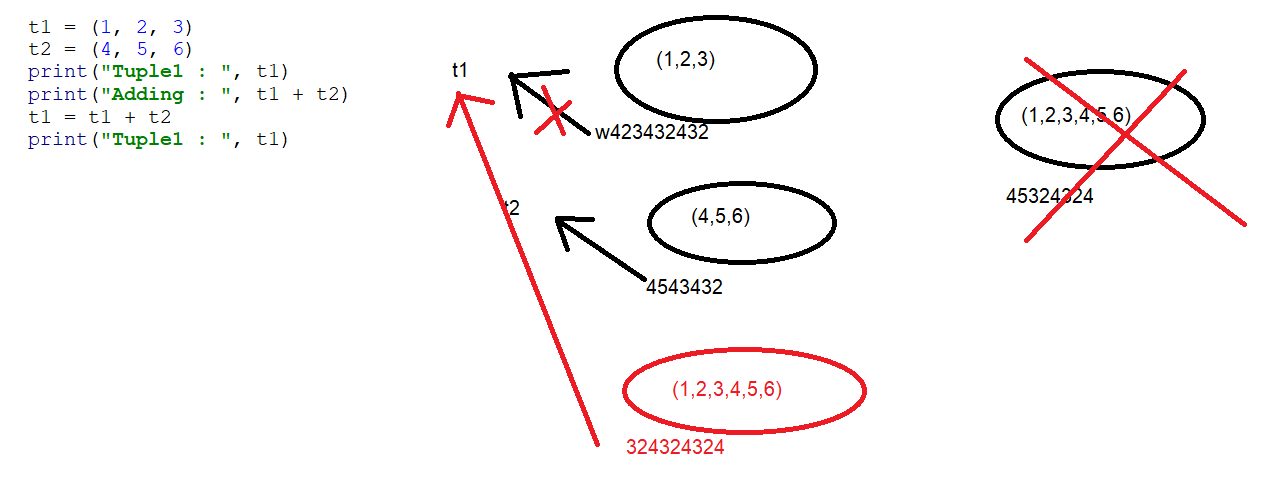 t1 = (1, 2, 3)
t2 = (4, 5, 6)
print("Tuple1 : ", t1)
print("Adding : ", t1 + t2)
t1 = t1 + t2
print("Tuple1 : ", t1)
t1
(1,2,3)
w423432432
t2
(4,5,6)
4543432
(1,2,3,4,5,6)
324324324
(1,2,3,4,5,6)
45324324